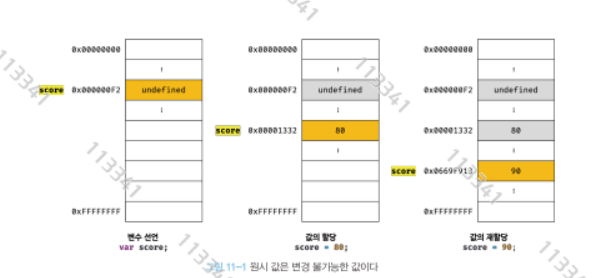 0x00000000
score 0x000000F2 undefined
0xFFFFFFFF
변수 선언
var score;
0x00000000
0x000000F2 undefined
score 0x00001332 80
0xFFFFFFFF
값의 할당
score = 80;
0x00000000
0x000000F2 undefined
0x00001332 80
score 0x0669F913 90
0xFFFFFFFF
값의 재할당
score = 90;
그림 11-1 원시 값은 변경 불가능한 값이다
113341
113341
113341
113341
113341
113341